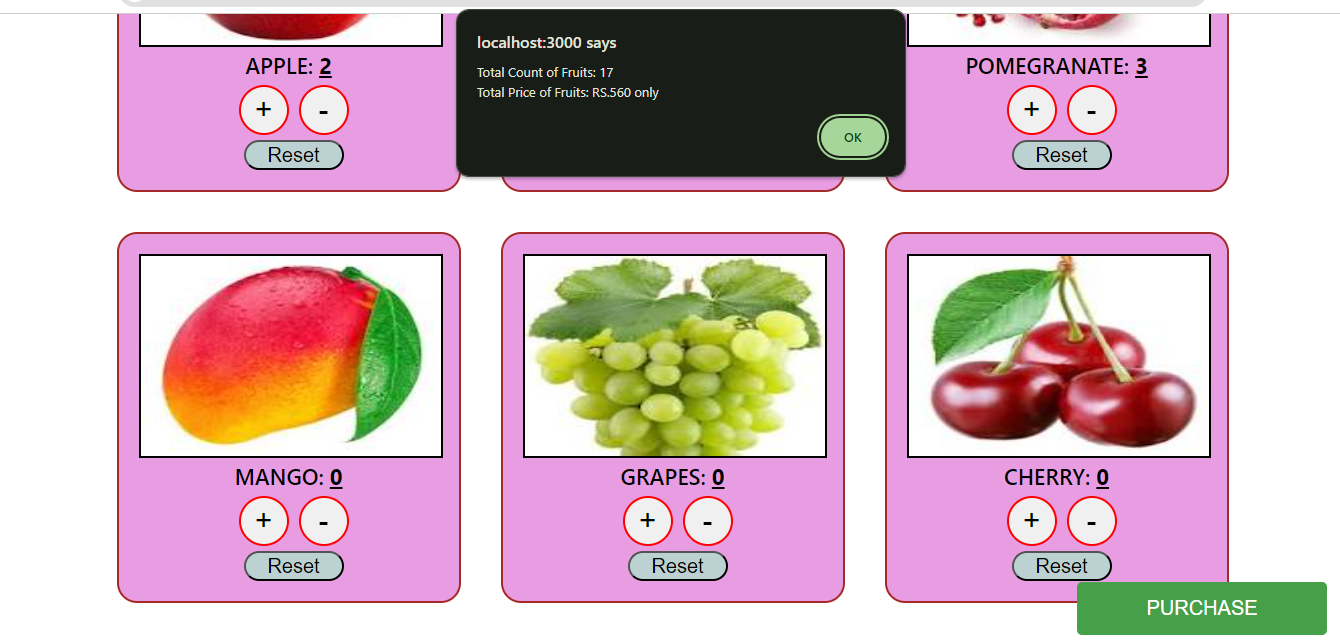 localhost:3000 says
Total Count of Fruits: 17
Total Price of Fruits: RS.560 only
OK
APPLE: 2
+ -
Reset
POMEGRANATE: 3
+ -
Reset
MANGO: 0
+ -
Reset
GRAPES: 0
+ -
Reset
CHERRY: 0
+ -
Reset
PURCHASE